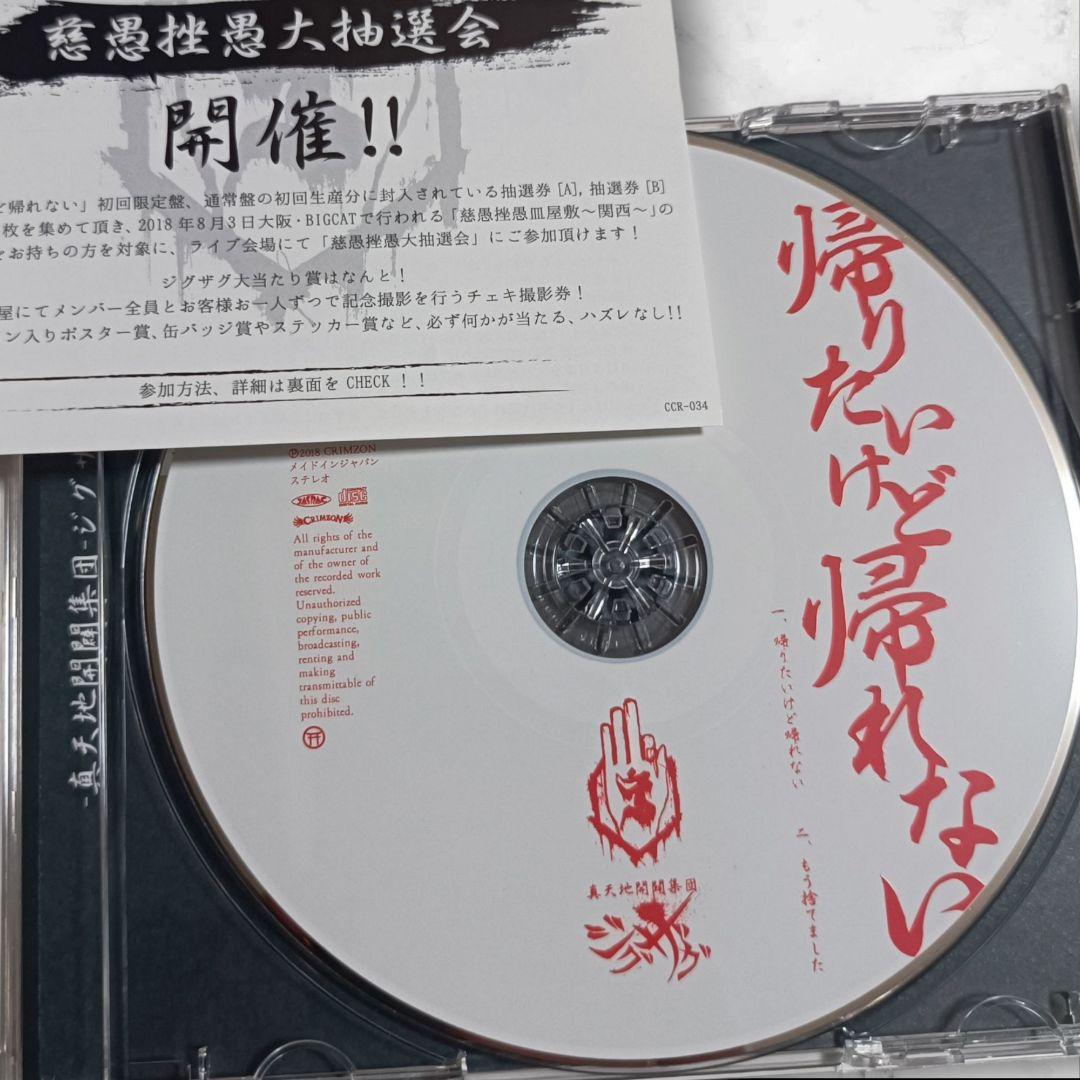 慈愚挫愚大抽選会
開催!!
ど帰れない」初回限定盤、通常盤の初回生産分に封入されている抽選券 [A], 抽選券 [B]
枚を集めて頂き、2018年8月3日大阪・BIGCATで行われる「慈愚挫愚皿屋敷〜関西〜」の
をお持ちの方を対象に、ライブ会場にて「慈愚挫愚大抽選会」にご参加頂けます！
ジグザグ大当たり賞はなんと！
屋にてメンバー全員とお客様お一人ずつで記念撮影を行うチェキ撮影券！
ン入りポスター賞、缶バッジ賞やステッカー賞など、必ず何かが当たる、ハズレなし!!
参加方法、詳細は裏面を CHECK ！！
CCR-034
-真天地開闢集団-ジグ
Ⓟ2018 CRIMZON
メイドインジャパン
ステレオ
JASRAC
disc
CRIMZON
All rights of the
manufacturer and
of the owner of
the recorded work
reserved.
Unauthorized
copying, public
performance,
broadcasting,
renting and
making
transmittable of
this disc
prohibited.
帰りたいけど帰れない
一、帰りたいけど帰れない
二、もう捨てました
真天地開闢集団
ジグザグ